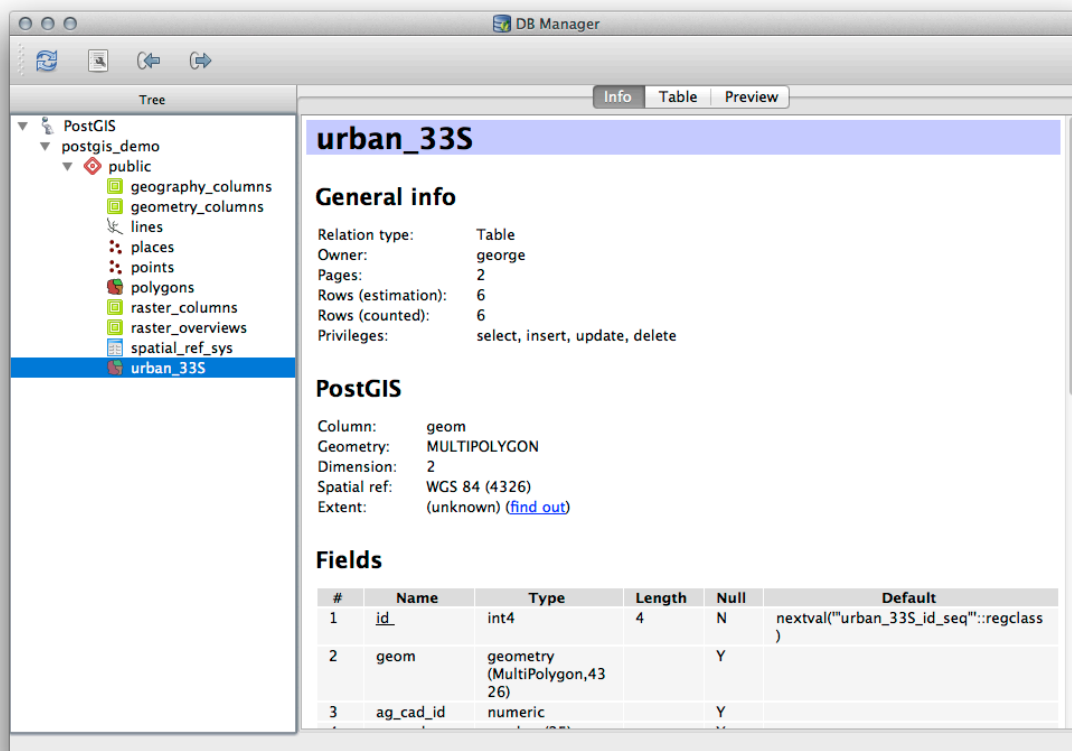 DB Manager
Tree
Info Table Preview
PostGIS
postgis_demo
public
geography_columns
geometry_columns
lines
places
points
polygons
raster_columns
raster_overviews
spatial_ref_sys
urban_33S
urban_33S
General info
Relation type: Table
Owner: george
Pages: 2
Rows (estimation): 6
Rows (counted): 6
Privileges: select, insert, update, delete
PostGIS
Column: geom
Geometry: MULTIPOLYGON
Dimension: 2
Spatial ref: WGS 84 (4326)
Extent: (unknown) (find out)
Fields
# Name Type Length Null Default
1 id int4 4 N nextval('"urban_33S_id_seq"'::regclass
)
2 geom geometry Y
(MultiPolygon,43
26)
3 ag_cad_id numeric Y